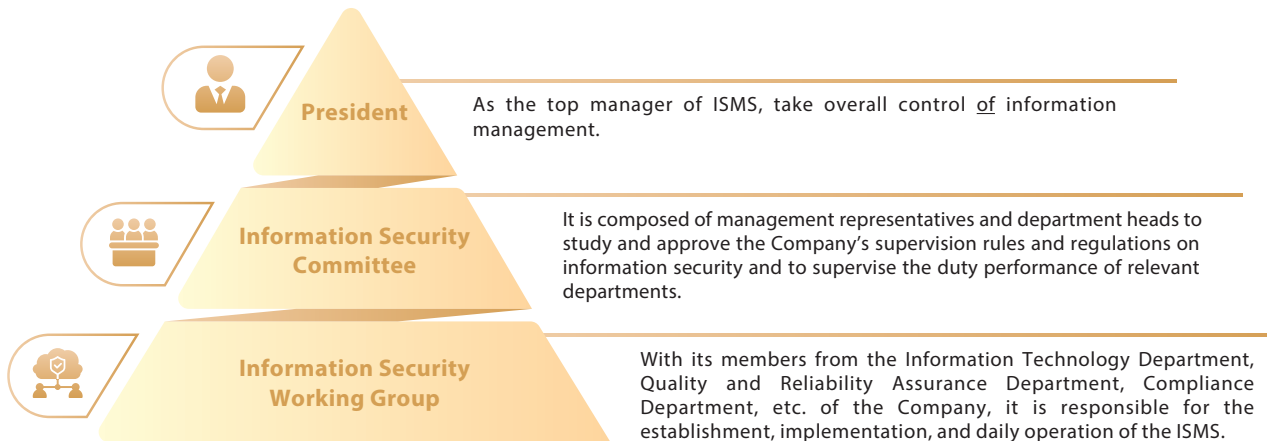 President
As the top manager of ISMS, take overall control of information
management.
Information Security
Committee
It is composed of management representatives and department heads to
study and approve the Company’s supervision rules and regulations on
information security and to supervise the duty performance of relevant
departments.
Information Security
Working Group
With its members from the Information Technology Department,
Quality and Reliability Assurance Department, Compliance
Department, etc. of the Company, it is responsible for the
establishment, implementation, and daily operation of the ISMS.